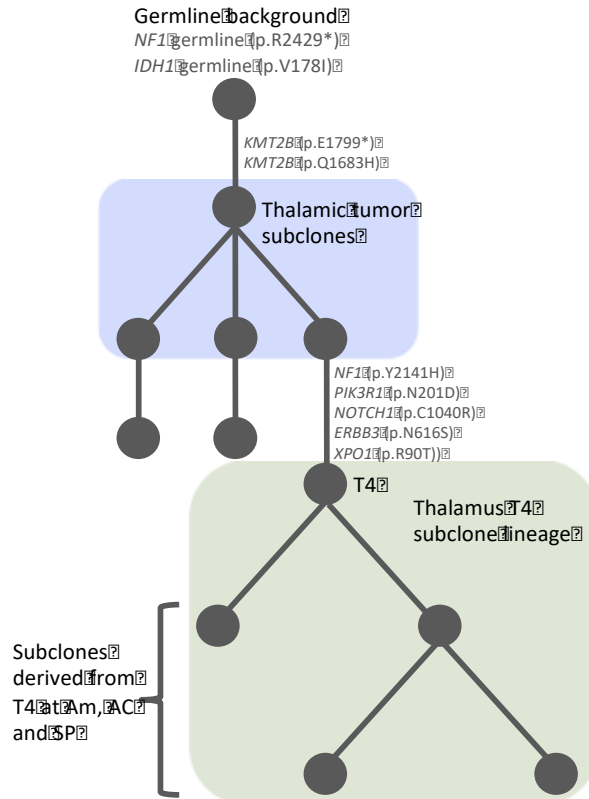 Germline background
NF1 germline (p.R2429*)
IDH1 germline (p.V178I)
KMT2B (p.E1799*)
KMT2B (p.Q1683H)
Thalamic tumor
subclones
NF1 (p.Y2141H)
PIK3R1 (p.N201D)
NOTCH1 (p.C1040R)
ERBB3 (p.N616S)
XPO1 (p.R90T))
T4
Thalamus T4
subclone lineage
Subclones
derived from
T4 at Am, AC
and SP